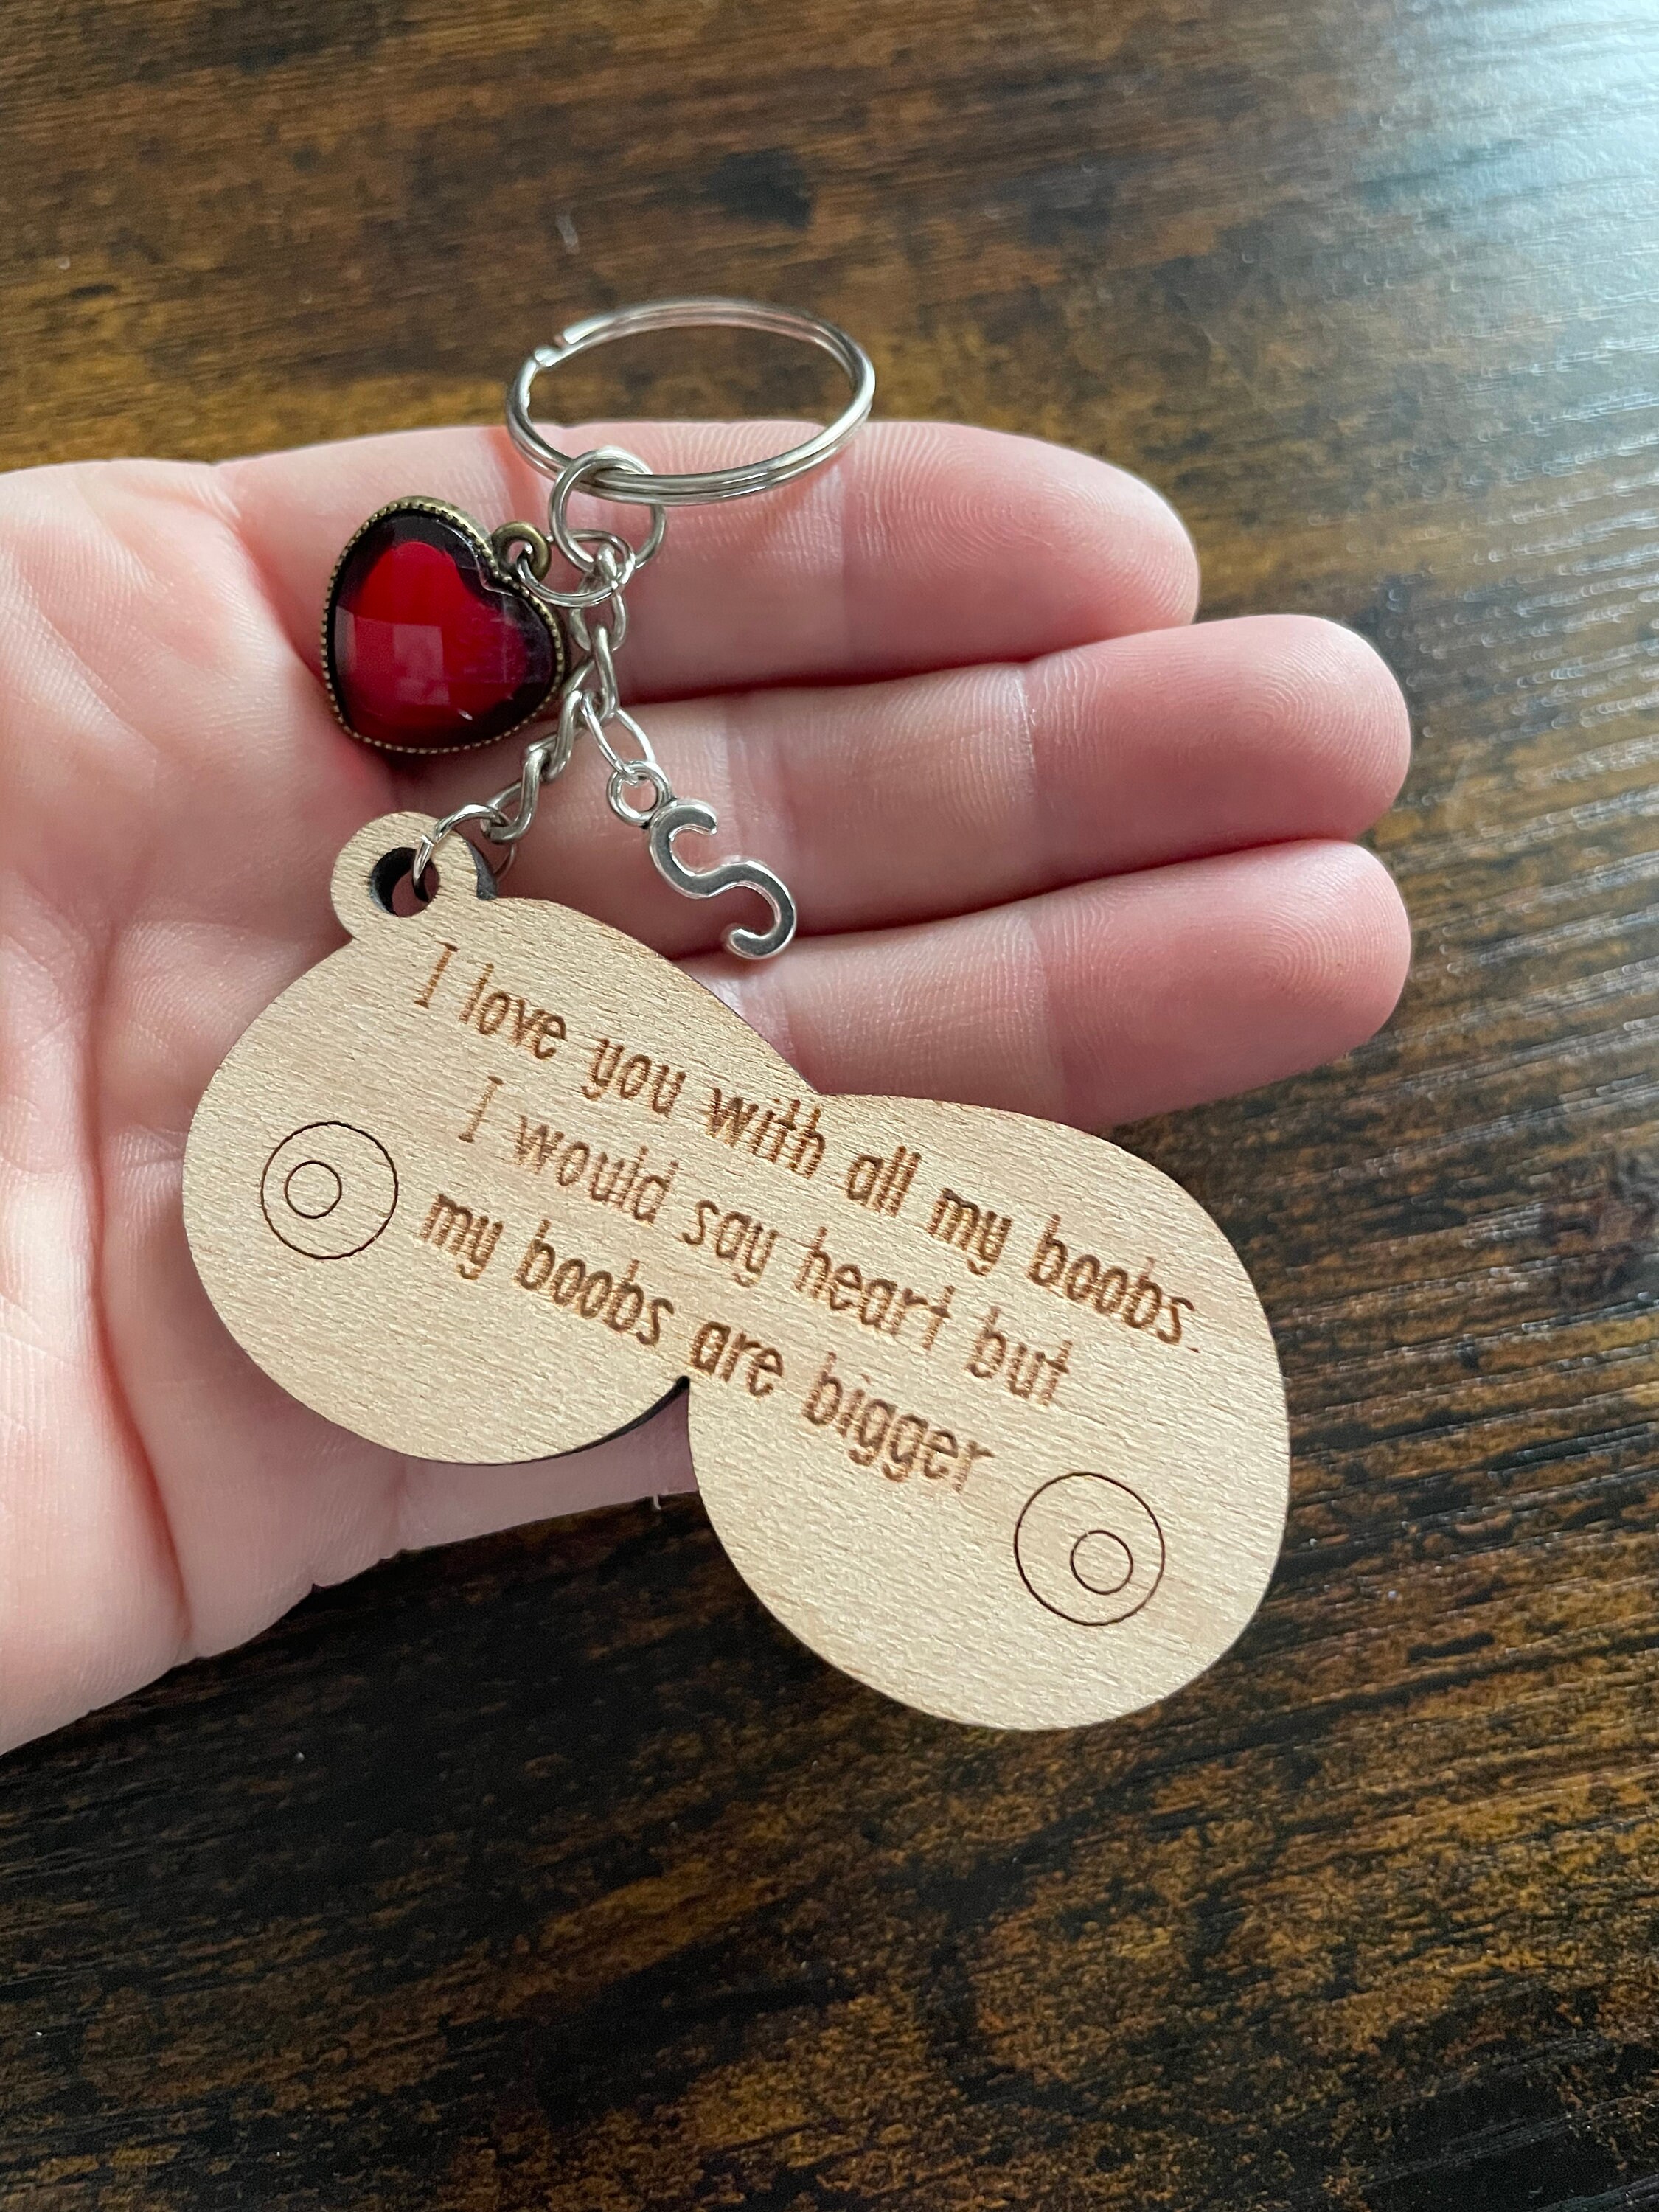 S
I love you with all my boobs.
I would say heart but
my boobs are bigger